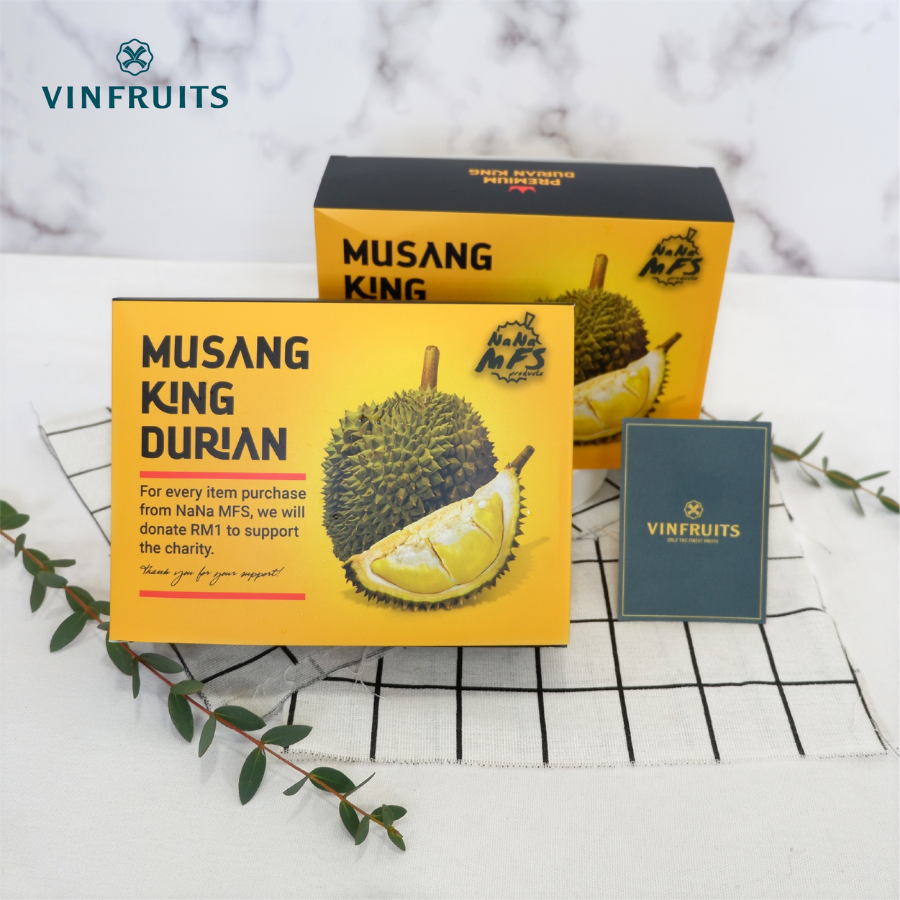 VINFRUITS
PREMIUM
DURIAN KING
MUSANG
KING
NaNa
MFS
products
MUSANG
KING
DURIAN
NaNa
MFS
products
For every item purchase
from NaNa MFS, we will
donate RM1 to support
the charity.
Thank you for your support!
VINFRUITS
ONLY THE FINEST FRUITS